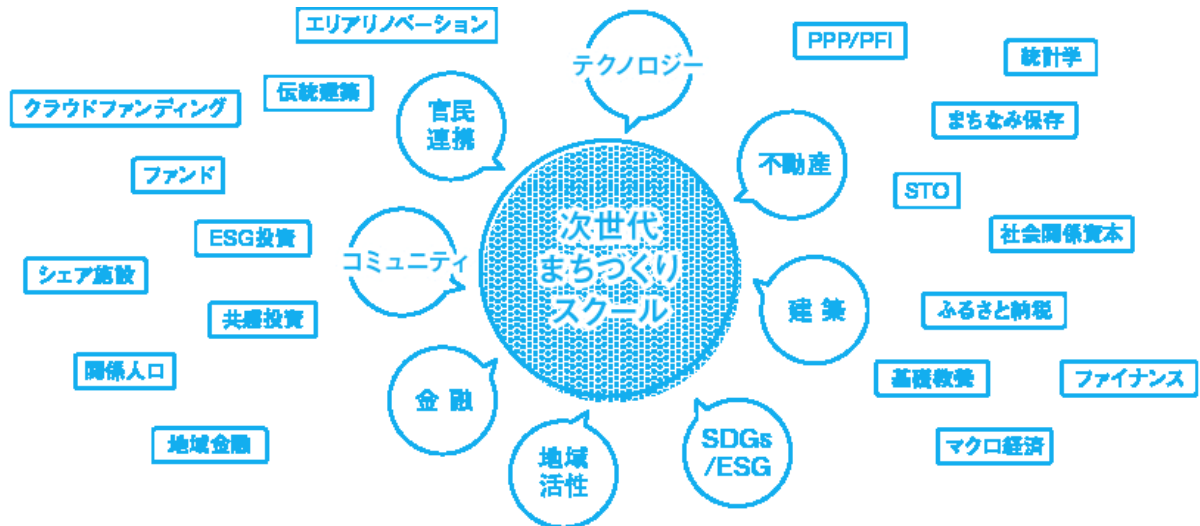 エリアリノベーション
テクノロジー
PPP/PFI
統計学
クラウドファンディング
伝統建築
官民
連携
まちなみ保存
ファンド
不動産
STO
ESG投資
コミュニティ
次世代
まちつくり
スクール
社会関係資本
シェア施設
共感投資
建築
ふるさと納税
関係人口
金融
基礎教養
ファイナンス
地域金融
地域
活性
SDGs
/ESG
マクロ経済